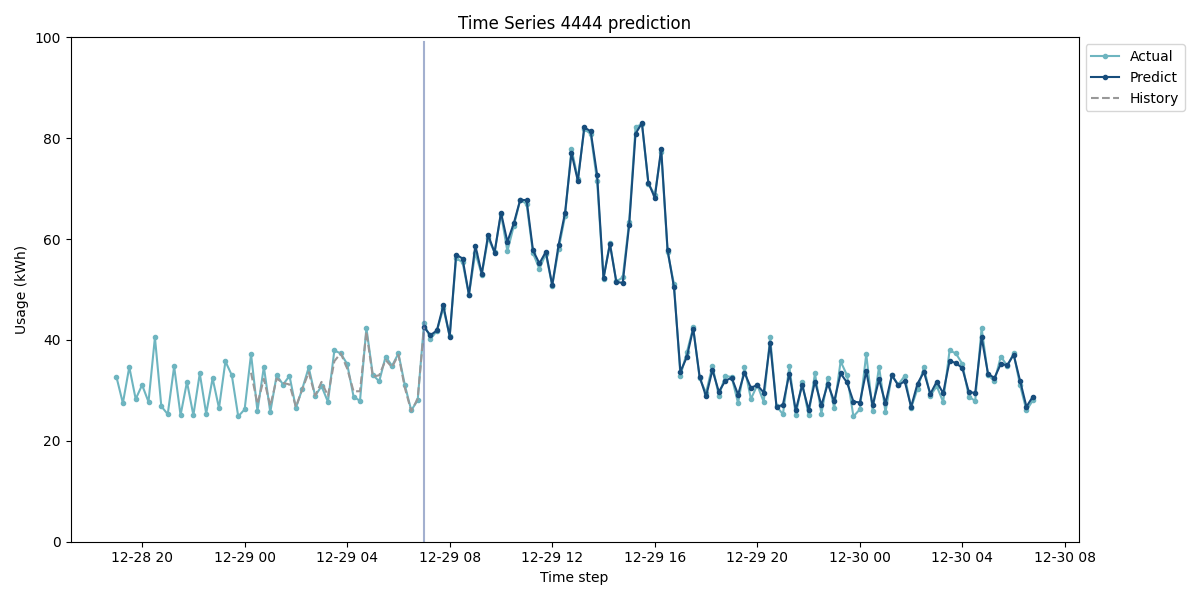 Time Series 4444 prediction
Usage (kWh)
100
80
60
40
20
0
12-28 20
12-29 00
12-29 04
12-29 08
12-29 12
12-29 16
12-29 20
12-30 00
12-30 04
12-30 08
Time step
Actual
Predict
History